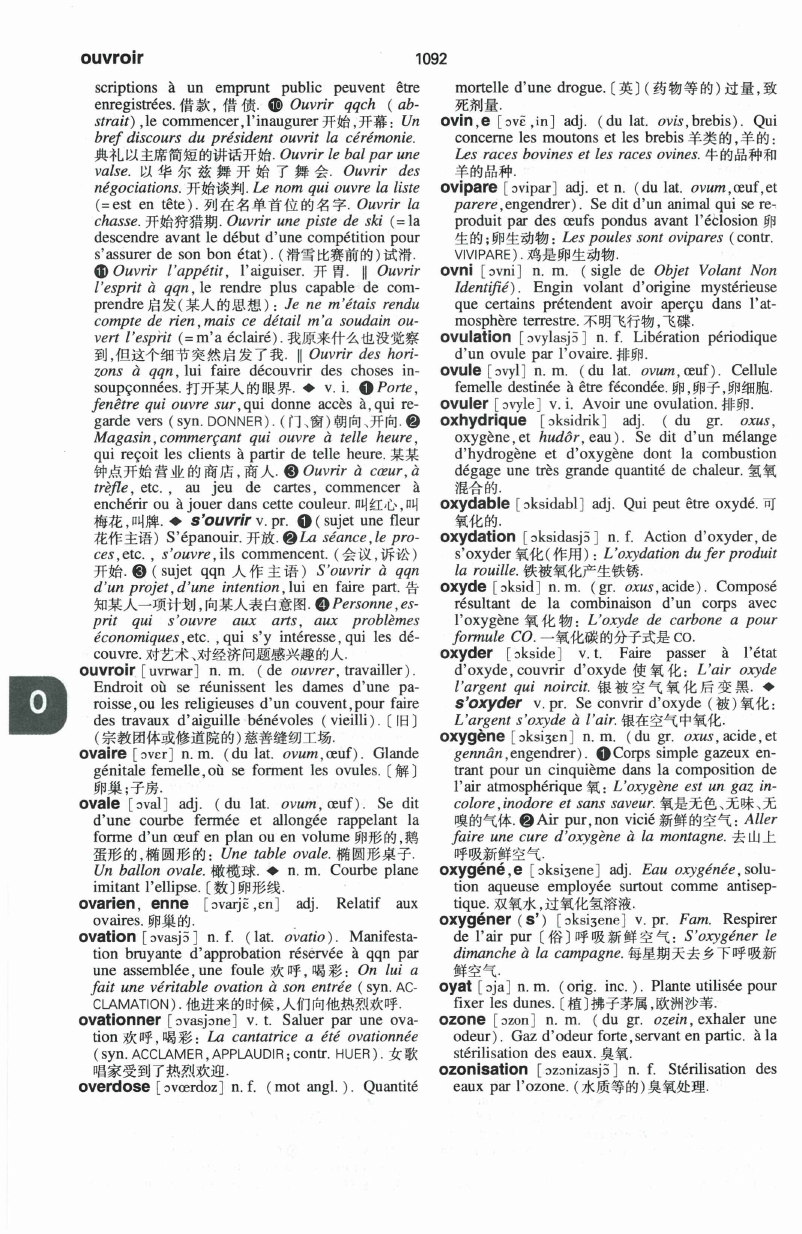 ouvroir
1092
scriptions à un emprunt public peuvent être
enregistrées. 借款, 借债. ❿ Ouvrir qqch ( ab-
strait) ,le commencer,l'inaugurer 开始,开幕: Un
bref discours du président ouvrit la cérémonie.
典礼以主席简短的讲话开始. Ouvrir le bal par une
valse. 以华尔兹舞开始了舞会. Ouvrir des
négociations. 开始谈判. Le nom qui ouvre la liste
(= est en tête). 列在名单首位的名字. Ouvrir la
chasse. 开始狩猎期. Ouvrir une piste de ski (= la
descendre avant le début d'une compétition pour
s'assurer de son bon état). (滑雪比赛前的)试滑.
⓫ Ouvrir l'appétit, l'aiguiser. 开胃. ‖ Ouvrir
l'esprit à qqn, le rendre plus capable de com-
prendre 启发(某人的思想): Je ne m'étais rendu
compte de rien, mais ce détail m'a soudain ou-
vert l'esprit (= m'a éclairé). 我原来什么也没觉察
到,但这个细节突然启发了我. ‖ Ouvrir des hori-
zons à qqn, lui faire découvrir des choses in-
soupçonnées. 打开某人的眼界. ◆ v. i. ❶ Porte,
fenêtre qui ouvre sur, qui donne accès à, qui re-
garde vers (syn. DONNER). (门、窗)朝向、开向. ❷
Magasin, commerçant qui ouvre à telle heure,
qui reçoit les clients à partir de telle heure. 某某
钟点开始营业的商店,商人. ❸ Ouvrir à cœur, à
trèfle, etc. , au jeu de cartes, commencer à
enchérir ou à jouer dans cette couleur. 叫红心,叫
梅花,叫牌. ◆ s'ouvrir v. pr. ❶ (sujet une fleur
花作主语) S'épanouir. 开放. ❷ La séance, le pro-
ces, etc. , s'ouvre, ils commencent. (会议,诉讼)
开始. ❸ (sujet qqn 人作主语) S'ouvrir à qqn
d'un projet, d'une intention, lui en faire part. 告
知某人一项计划,向某人表白意图. ❹ Personne, es-
prit qui s'ouvre aux arts, aux problèmes
économiques, etc. , qui s'y intéresse, qui les dé-
couvre. 对艺术、对经济问题感兴趣的人.
ouvroir [uvrwar] n. m. (de ouvrer, travailler).
Endroit où se réunissent les dames d'une pa-
roisse,ou les religieuses d'un couvent,pour faire
des travaux d'aiguille bénévoles (vieilli). 〔旧〕
(宗教团体或修道院的)慈善缝纫工场.
ovaire [ɔvɛr] n. m. (du lat. ovum, œuf). Glande
génitale femelle,où se forment les ovules. 〔解〕
卵巢;子房.
ovale [ɔval] adj. (du lat. ovum, œuf). Se dit
d'une courbe fermée et allongée rappelant la
forme d'un œuf en plan ou en volume 卵形的,鹅
蛋形的,椭圆形的: Une table ovale. 椭圆形桌子.
Un ballon ovale. 橄榄球. ◆ n. m. Courbe plane
imitant l'ellipse. 〔数〕卵形线.
ovarien, enne [ɔvarjɛ̃,ɛn] adj. Relatif aux
ovaires. 卵巢的.
ovation [ɔvasjɔ̃] n. f. (lat. ovatio). Manifesta-
tion bruyante d'approbation réservée à qqn par
une assemblée, une foule 欢呼,喝彩: On lui a
fait une véritable ovation à son entrée (syn. AC-
CLAMATION). 他进来的时候,人们向他热烈欢呼.
ovationner [ɔvasjɔne] v. t. Saluer par une ova-
tion 欢呼,喝彩: La cantatrice a été ovationnée
(syn. ACCLAMER, APPLAUDIR; contr. HUER). 女歌
唱家受到了热烈欢迎.
overdose [ɔvœrdoz] n. f. (mot angl. ). Quantité
O
mortelle d'une drogue. 〔英〕(药物等的)过量,致
死剂量.
ovin,e [ɔvɛ̃,in] adj. (du lat. ovis, brebis). Qui
concerne les moutons et les brebis 羊类的,羊的:
Les races bovines et les races ovines. 牛的品种和
羊的品种.
ovipare [ɔvipar] adj. et n. (du lat. ovum, œuf, et
parere, engendrer). Se dit d'un animal qui se re-
produit par des œufs pondus avant l'éclosion 卵
生的;卵生动物: Les poules sont ovipares (contr.
VIVIPARE). 鸡是卵生动物.
ovni [ɔvni] n. m. (sigle de Objet Volant Non
Identifié). Engin volant d'origine mystérieuse
que certains prétendent avoir aperçu dans l'at-
mosphère terrestre. 不明飞行物,飞碟.
ovulation [ɔvylasjɔ̃] n. f. Libération périodique
d'un ovule par l'ovaire. 排卵.
ovule [ɔvyl] n. m. (du lat. ovum, œuf). Cellule
femelle destinée à être fécondée. 卵,卵子,卵细胞.
ovuler [ɔvyle] v. i. Avoir une ovulation. 排卵.
oxhydrique [ɔksidrik] adj. (du gr. oxus,
oxygène, et hudôr, eau). Se dit d'un mélange
d'hydrogène et d'oxygène dont la combustion
dégage une très grande quantité de chaleur. 氢氧
混合的.
oxydable [ɔksidabl] adj. Qui peut être oxydé. 可
氧化的.
oxydation [ɔksidasjɔ̃] n. f. Action d'oxyder, de
s'oxyder 氧化(作用): L'oxydation du fer produit
la rouille. 铁被氧化产生铁锈.
oxyde [ɔksid] n. m. (gr. oxus, acide). Composé
résultant de la combinaison d'un corps avec
l'oxygène 氧化物: L'oxyde de carbone a pour
formule CO. 一氧化碳的分子式是 CO.
oxyder [ɔkside] v. t. Faire passer à l'état
d'oxyde, couvrir d'oxyde 使氧化: L'air oxyde
l'argent qui noircit. 银被空气氧化后变黑. ◆
s'oxyder v. pr. Se convrir d'oxyde (被)氧化:
L'argent s'oxyde à l'air. 银在空气中氧化.
oxygène [ɔksiʒɛn] n. m. (du gr. oxus, acide, et
gennân, engendrer). ❶ Corps simple gazeux en-
trant pour un cinquième dans la composition de
l'air atmosphérique 氧: L'oxygène est un gaz in-
colore, inodore et sans saveur. 氧是无色、无味、无
嗅的气体. ❷ Air pur, non vicié 新鲜的空气: Aller
faire une cure d'oxygène à la montagne. 去山上
呼吸新鲜空气.
oxygéné,e [ɔksiʒene] adj. Eau oxygénée, solu-
tion aqueuse employée surtout comme antisep-
tique. 双氧水,过氧化氢溶液.
oxygéner (s') [ɔksiʒene] v. pr. Fam. Respirer
de l'air pur 〔俗〕呼吸新鲜空气: S'oxygéner le
dimanche à la campagne. 每星期天去乡下呼吸新
鲜空气.
oyat [ɔja] n. m. (orig. inc. ). Plante utilisée pour
fixer les dunes. 〔植〕拂子茅属,欧洲沙苇.
ozone [ɔzɔn] n. m. (du gr. ozein, exhaler une
odeur). Gaz d'odeur forte, servant en partic. à la
stérilisation des eaux. 臭氧.
ozonisation [ɔzɔnizasjɔ̃] n. f. Stérilisation des
eaux par l'ozone. (水质等的)臭氧处理.